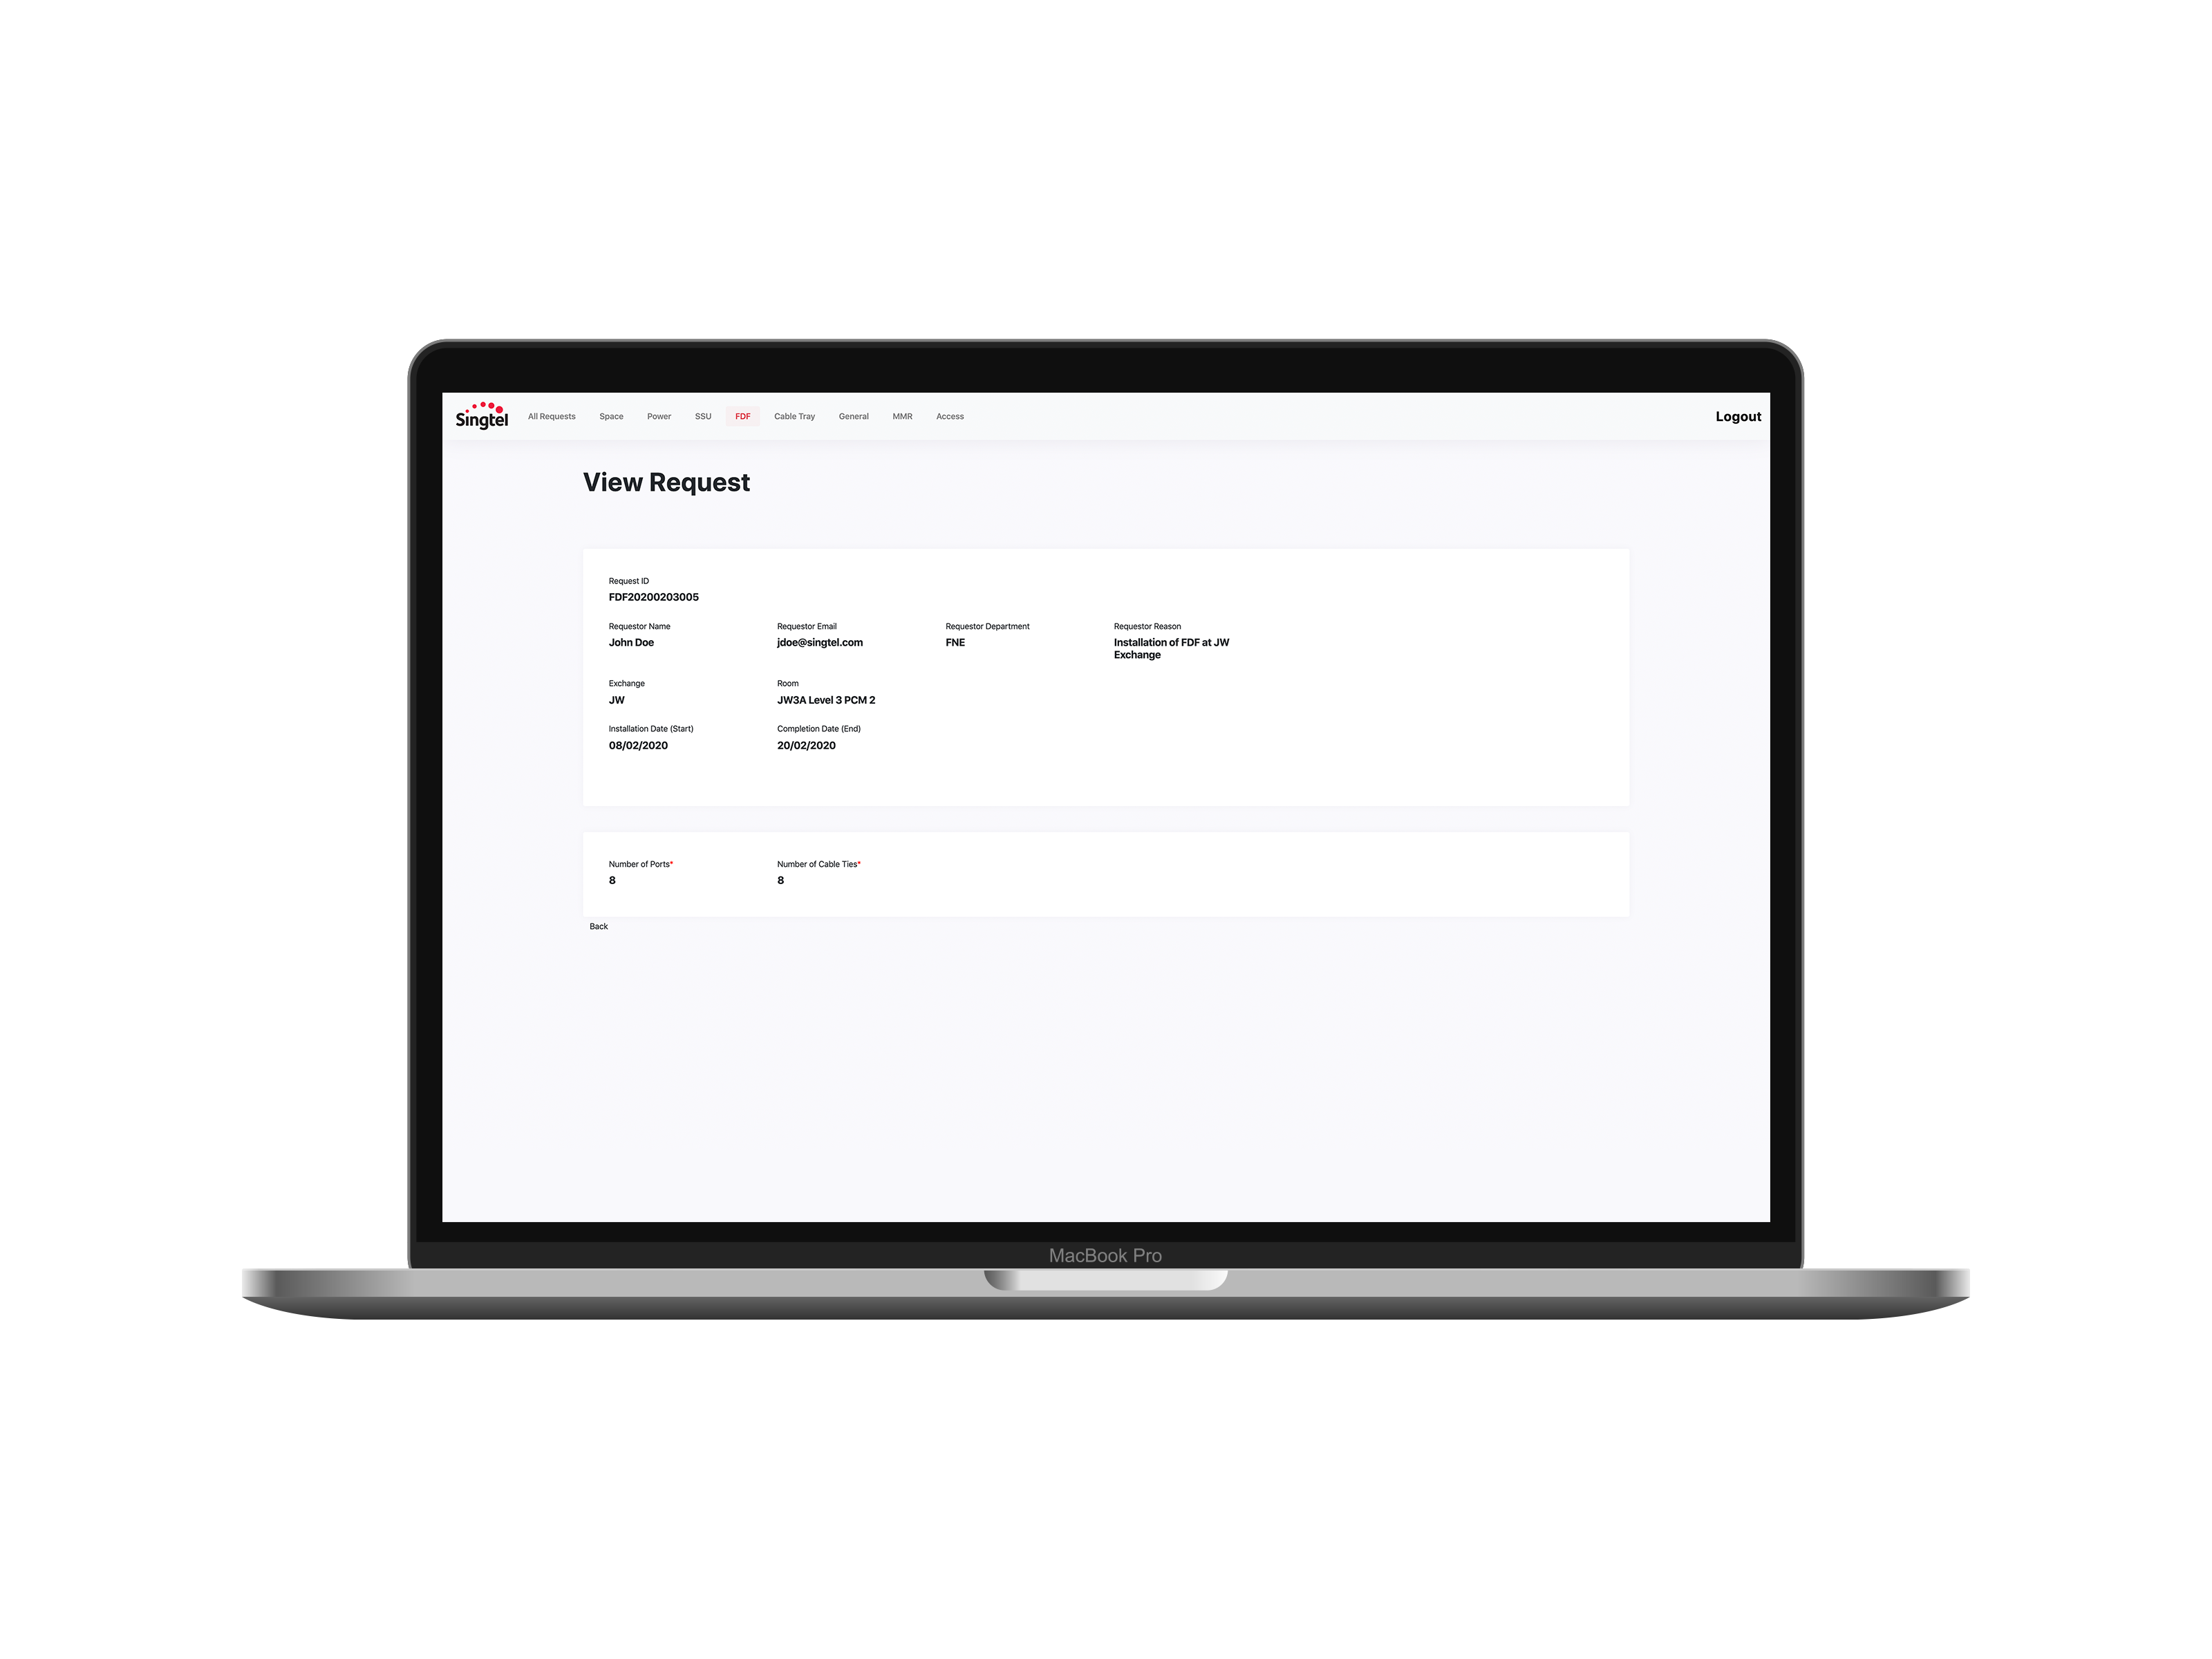 Singtel All Requests Space Power SSU FDF Cable Tray General MMR Access Logout
View Request
Request ID
FDF20200203005
Requestor Name Requestor Email Requestor Department Requestor Reason
John Doe jdoe@singtel.com FNE Installation of FDF at JW
Exchange
Exchange Room
JW JW3A Level 3 PCM 2
Installation Date (Start) Completion Date (End)
08/02/2020 20/02/2020
Number of Ports* Number of Cable Ties*
8 8
Back
MacBook Pro